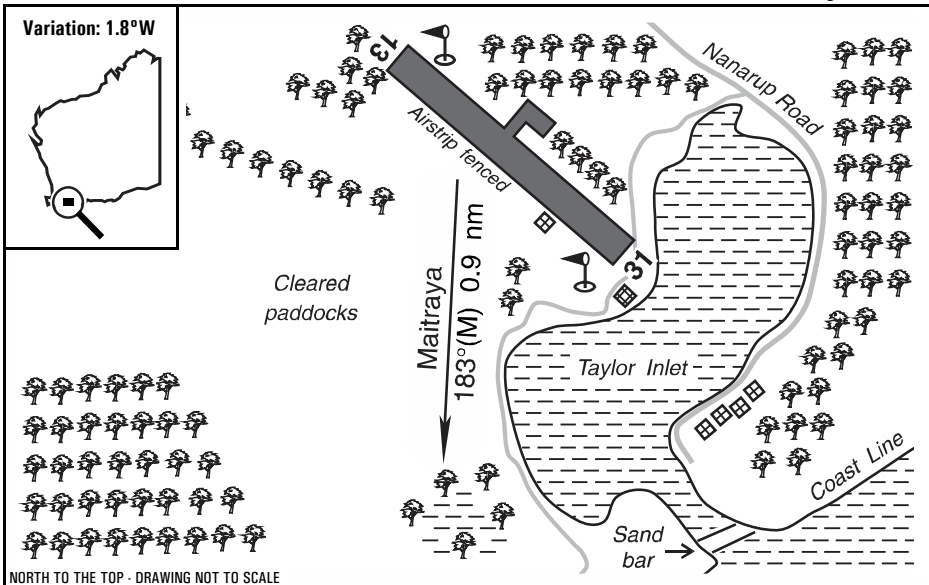 Variation: 1.8°W
13
Nanarup Road
Airstrip fenced
31
Cleared
paddocks
Maitraya
183°(M) 0.9 nm
Taylor Inlet
Coast Line
Sand
bar
NORTH TO THE TOP - DRAWING NOT TO SCALE